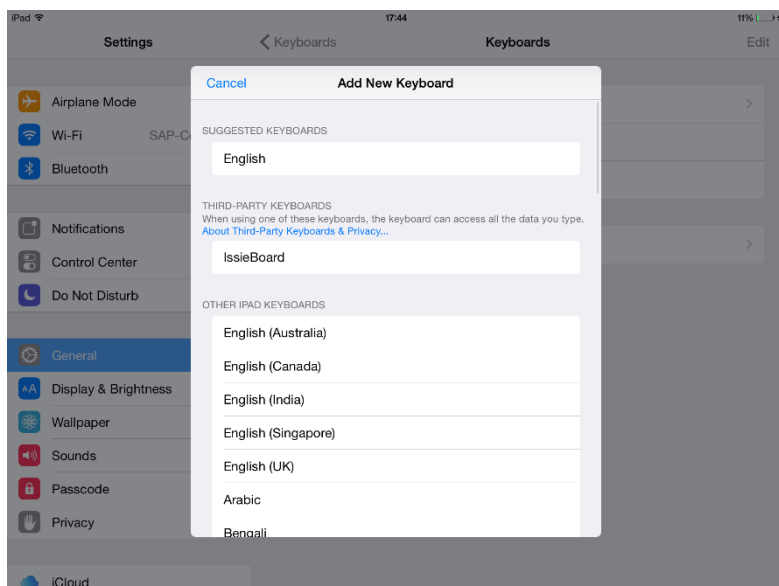 iPad 17:44 11%
Settings
Keyboards
Keyboards
Edit
Airplane Mode
Wi-Fi SAP-C
Bluetooth
Notifications
Control Center
Do Not Disturb
General
AA Display & Brightness
Wallpaper
Sounds
Passcode
Privacy
iCloud
Cancel
Add New Keyboard
SUGGESTED KEYBOARDS
English
THIRD-PARTY KEYBOARDS
When using one of these keyboards, the keyboard can access all the data you type.
About Third-Party Keyboards & Privacy...
IssieBoard
OTHER IPAD KEYBOARDS
English (Australia)
English (Canada)
English (India)
English (Singapore)
English (UK)
Arabic
Bengali